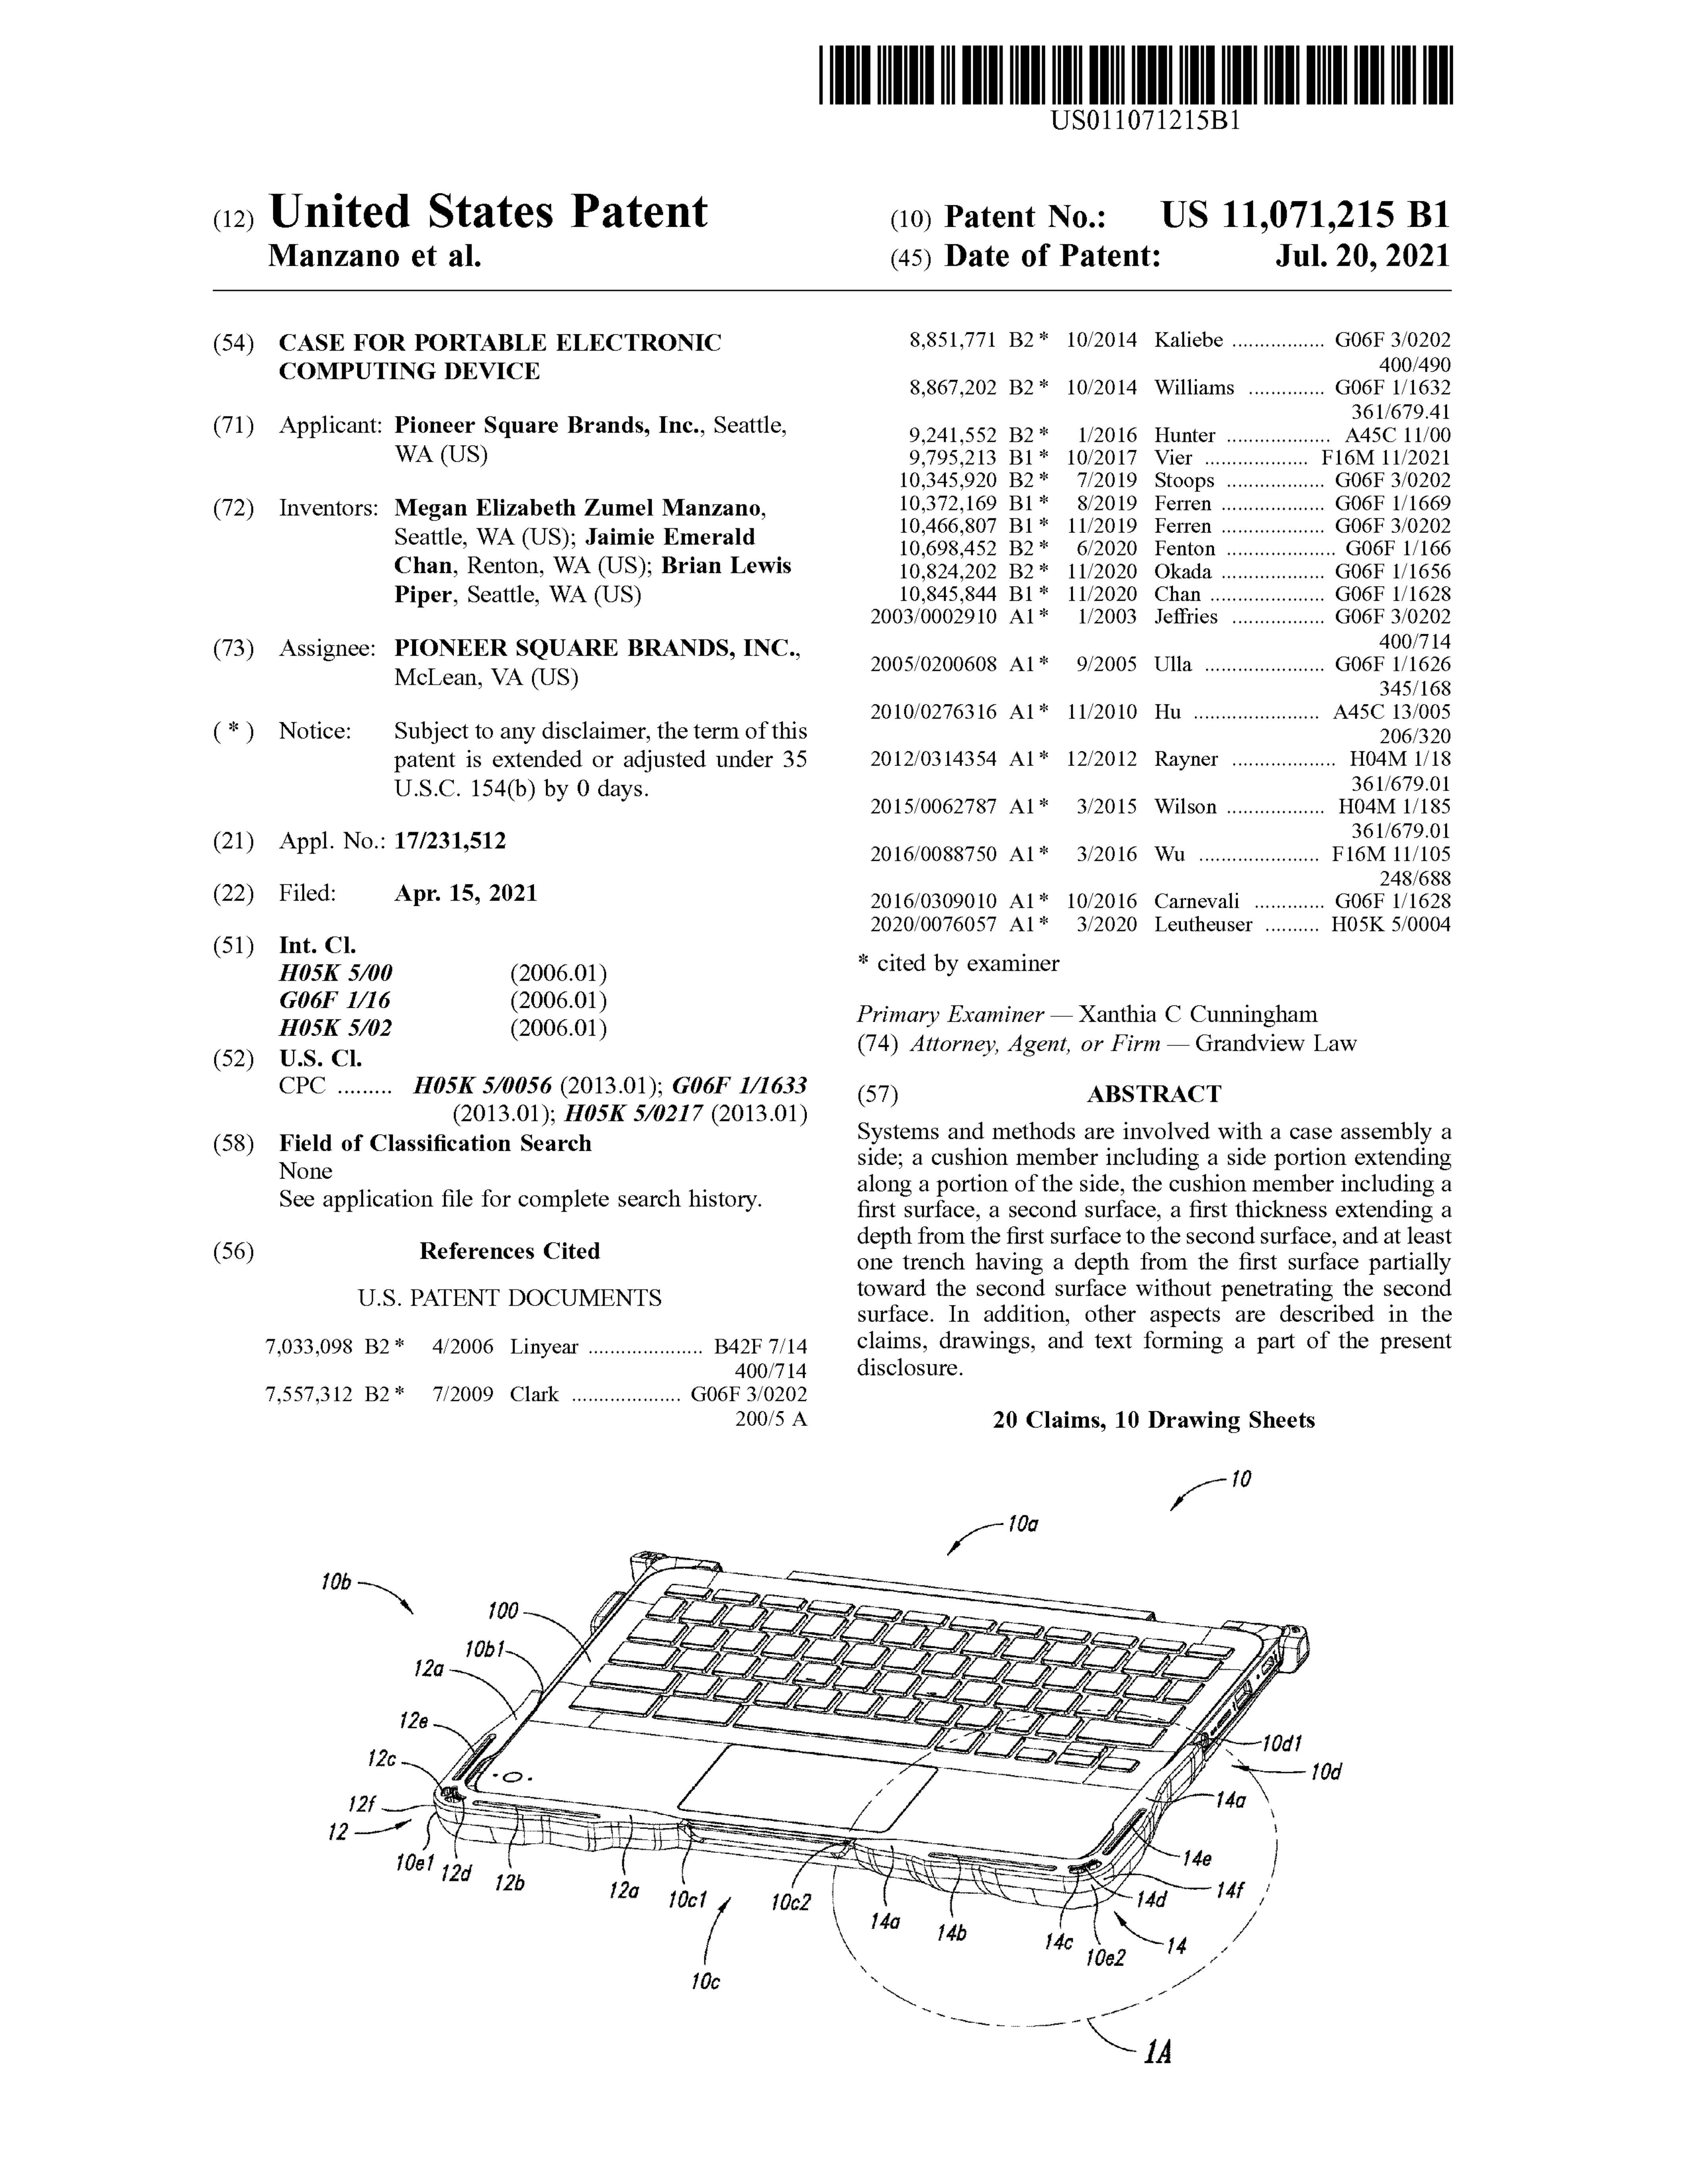 US011071215B1
(12) United States Patent
Manzano et al.
(10) Patent No.: US 11,071,215 B1
(45) Date of Patent: Jul. 20, 2021
(54) CASE FOR PORTABLE ELECTRONIC
COMPUTING DEVICE
(71) Applicant: Pioneer Square Brands, Inc., Seattle,
WA (US)
(72) Inventors: Megan Elizabeth Zumel Manzano,
Seattle, WA (US); Jaimie Emerald
Chan, Renton, WA (US); Brian Lewis
Piper, Seattle, WA (US)
(73) Assignee: PIONEER SQUARE BRANDS, INC.,
McLean, VA (US)
( * ) Notice: Subject to any disclaimer, the term of this
patent is extended or adjusted under 35
U.S.C. 154(b) by 0 days.
(21) Appl. No.: 17/231,512
(22) Filed: Apr. 15, 2021
(51) Int. Cl.
H05K 5/00 (2006.01)
G06F 1/16 (2006.01)
H05K 5/02 (2006.01)
(52) U.S. Cl.
CPC ......... H05K 5/0056 (2013.01); G06F 1/1633
(2013.01); H05K 5/0217 (2013.01)
(58) Field of Classification Search
None
See application file for complete search history.
(56) References Cited
U.S. PATENT DOCUMENTS
7,033,098 B2 * 4/2006 Linyear ..................... B42F 7/14
400/714
7,557,312 B2 * 7/2009 Clark .................... G06F 3/0202
200/5 A
8,851,771 B2 * 10/2014 Kaliebe ................. G06F 3/0202
400/490
8,867,202 B2 * 10/2014 Williams .............. G06F 1/1632
361/679.41
9,241,552 B2 * 1/2016 Hunter ................... A45C 11/00
9,795,213 B1 * 10/2017 Vier ................... F16M 11/2021
10,345,920 B2 * 7/2019 Stoops .................. G06F 3/0202
10,372,169 B1 * 8/2019 Ferren ................... G06F 1/1669
10,466,807 B1 * 11/2019 Ferren ................... G06F 3/0202
10,698,452 B2 * 6/2020 Fenton .................... G06F 1/166
10,824,202 B2 * 11/2020 Okada ................... G06F 1/1656
10,845,844 B1 * 11/2020 Chan ..................... G06F 1/1628
2003/0002910 A1 * 1/2003 Jeffries ................. G06F 3/0202
400/714
2005/0200608 A1 * 9/2005 Ulla ...................... G06F 1/1626
345/168
2010/0276316 A1 * 11/2010 Hu ....................... A45C 13/005
206/320
2012/0314354 A1 * 12/2012 Rayner ................... H04M 1/18
361/679.01
2015/0062787 A1 * 3/2015 Wilson .................. H04M 1/185
361/679.01
2016/0088750 A1 * 3/2016 Wu ...................... F16M 11/105
248/688
2016/0309010 A1 * 10/2016 Carnevali ............. G06F 1/1628
2020/0076057 A1 * 3/2020 Leutheuser .......... H05K 5/0004
* cited by examiner
Primary Examiner — Xanthia C Cunningham
(74) Attorney, Agent, or Firm — Grandview Law
(57) ABSTRACT
Systems and methods are involved with a case assembly a
side; a cushion member including a side portion extending
along a portion of the side, the cushion member including a
first surface, a second surface, a first thickness extending a
depth from the first surface to the second surface, and at least
one trench having a depth from the first surface partially
toward the second surface without penetrating the second
surface. In addition, other aspects are described in the
claims, drawings, and text forming a part of the present
disclosure.
20 Claims, 10 Drawing Sheets
10
10a
10b
100
10b1
12a
12e
12c
12f
12
10e1
12d
12b
12a
10c1
10c
10c2
14a
14b
14c
10e2
14
14d
14f
14e
14a
10d
10d1
1A